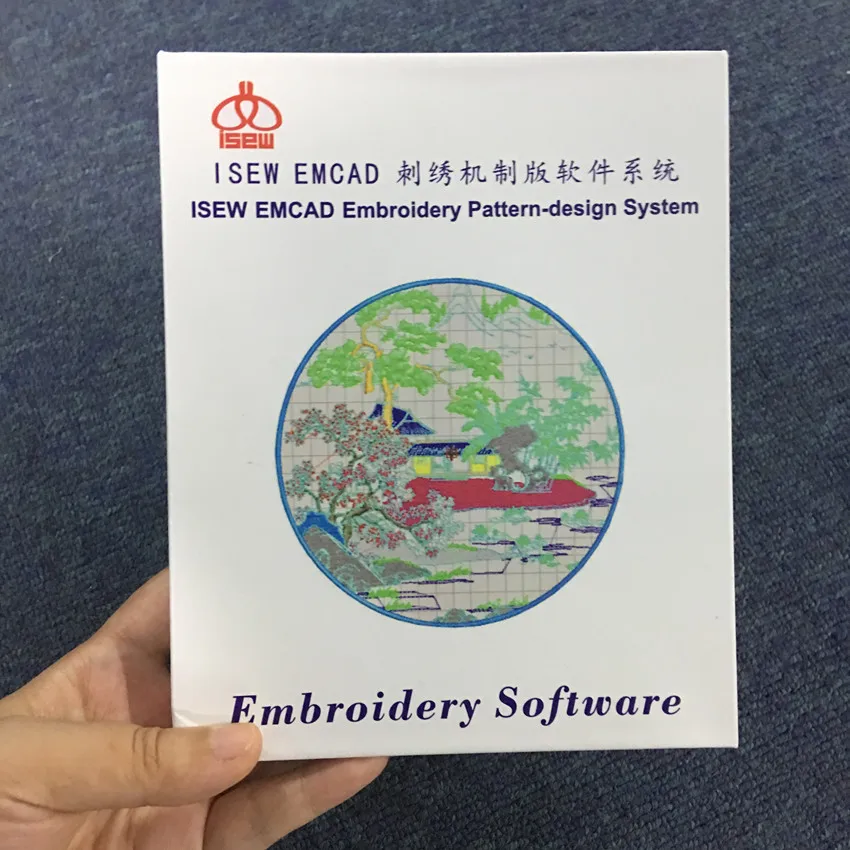 isew
ISEW EMCAD 刺绣机制版软件系统
ISEW EMCAD Embroidery Pattern-design System
Embroidery Software